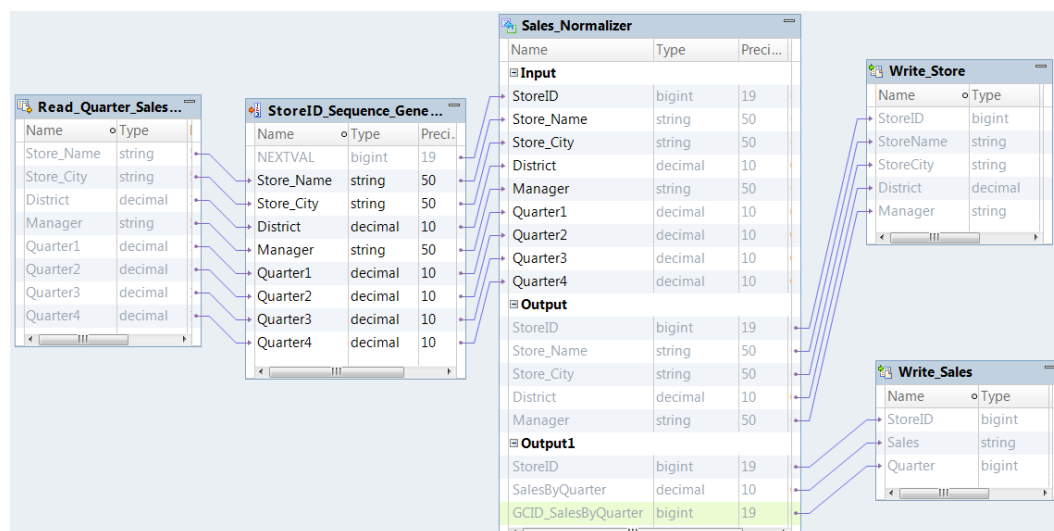 Read_Quarter_Sales...
Name Type
Store_Name string
Store_City string
District decimal
Manager string
Quarter1 decimal
Quarter2 decimal
Quarter3 decimal
Quarter4 decimal
StoreID_Sequence_Gene...
Name Type Preci.
NEXTVAL bigint 19
Store_Name string 50
Store_City string 50
District decimal 10
Manager string 50
Quarter1 decimal 10
Quarter2 decimal 10
Quarter3 decimal 10
Quarter4 decimal 10
Sales_Normalizer
Name Type Preci...
Input
StoreID bigint 19
Store_Name string 50
Store_City string 50
District decimal 10
Manager string 50
Quarter1 decimal 10
Quarter2 decimal 10
Quarter3 decimal 10
Quarter4 decimal 10
Output
StoreID bigint 19
Store_Name string 50
Store_City string 50
District decimal 10
Manager string 50
Output1
StoreID bigint 19
SalesByQuarter decimal 10
GCID_SalesByQuarter bigint 19
Write_Store
Name Type
StoreID bigint
StoreName string
StoreCity string
District decimal
Manager string
Write_Sales
Name Type
StoreID bigint
Sales string
Quarter bigint